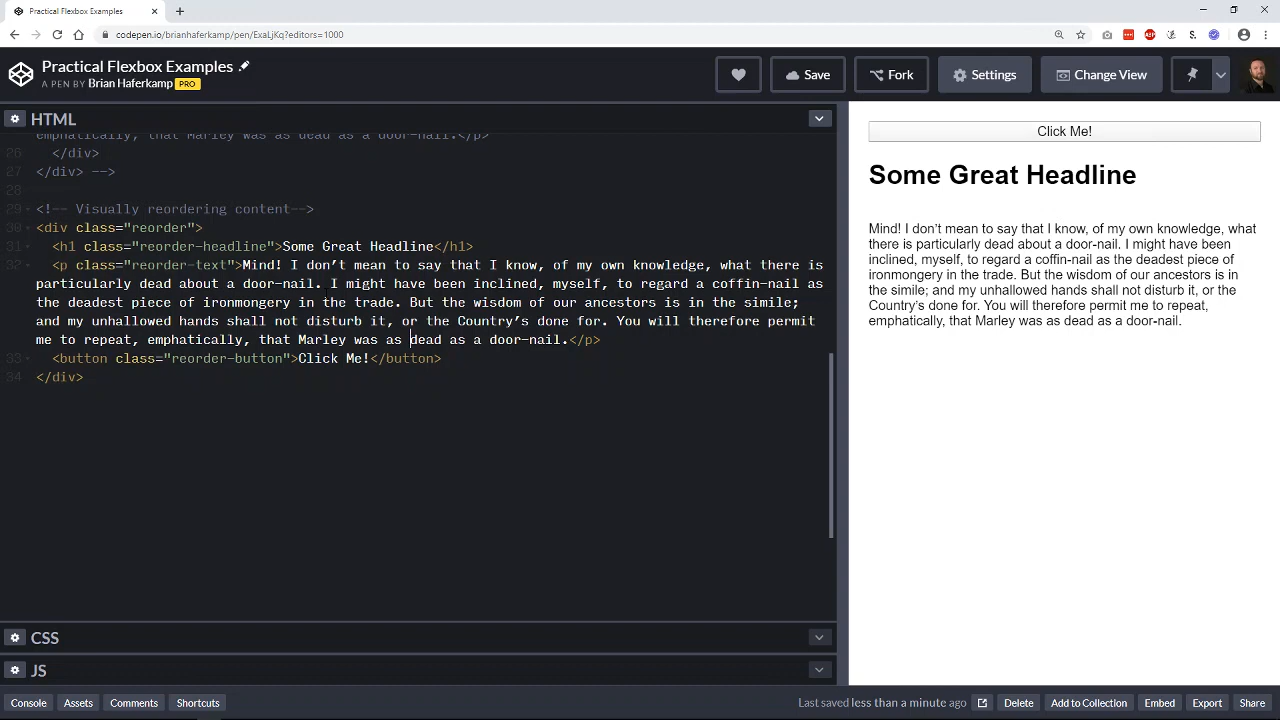 Practical Flexbox Examples
codepen.io/brianhaferkamp/pen/ExaLjKq?editors=1000
Practical Flexbox Examples
A PEN BY Brian Haferkamp PRO
Save
Fork
Settings
Change View
HTML
emphatically, that Marley was as dead as a door-nail.</p>
26 </div>
27 </div> -->
28
29 <!-- Visually reordering content-->
30 <div class="reorder">
31 <h1 class="reorder-headline">Some Great Headline</h1>
32 <p class="reorder-text">Mind! I don’t mean to say that I know, of my own knowledge, what there is
particularly dead about a door-nail. I might have been inclined, myself, to regard a coffin-nail as
the deadest piece of ironmongery in the trade. But the wisdom of our ancestors is in the simile;
and my unhallowed hands shall not disturb it, or the Country’s done for. You will therefore permit
me to repeat, emphatically, that Marley was as dead as a door-nail.</p>
33 <button class="reorder-button">Click Me!</button>
34 </div>
CSS
JS
Click Me!
Some Great Headline
Mind! I don’t mean to say that I know, of my own knowledge, what
there is particularly dead about a door-nail. I might have been
inclined, myself, to regard a coffin-nail as the deadest piece of
ironmongery in the trade. But the wisdom of our ancestors is in
the simile; and my unhallowed hands shall not disturb it, or the
Country’s done for. You will therefore permit me to repeat,
emphatically, that Marley was as dead as a door-nail.
Console
Assets
Comments
Shortcuts
Last saved less than a minute ago
Delete
Add to Collection
Embed
Export
Share